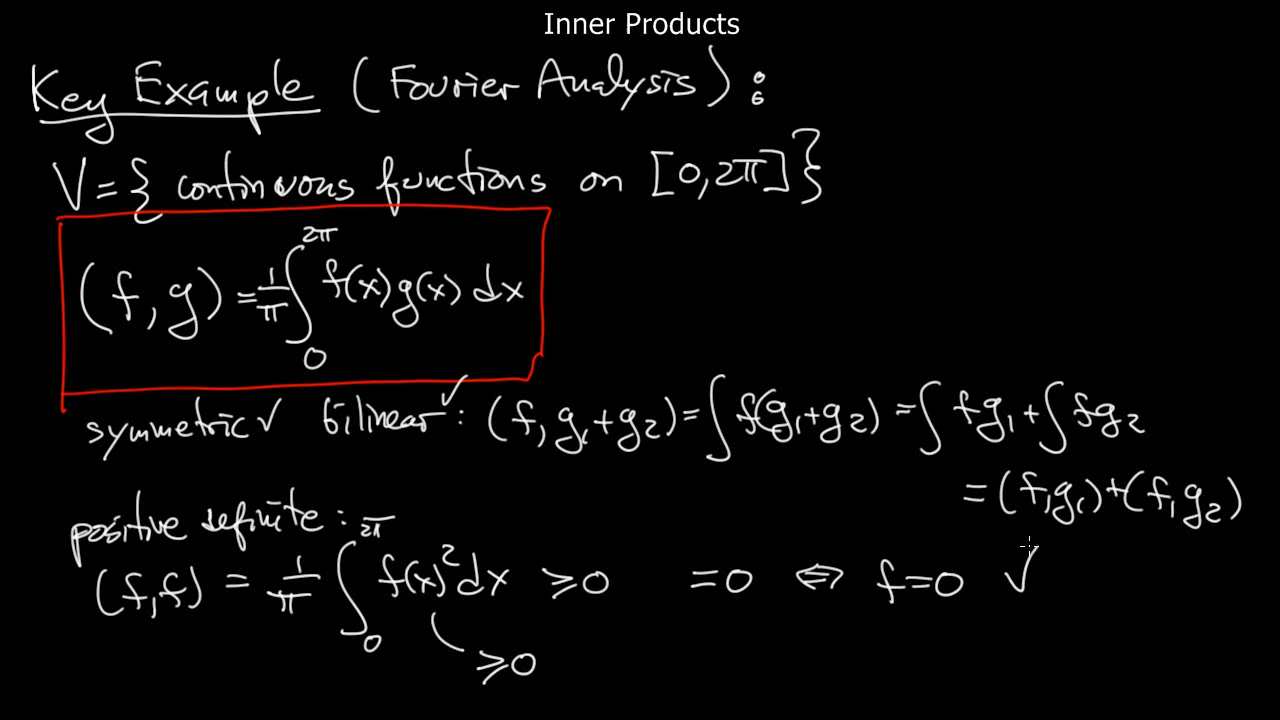 Inner Products
Key Example (Fourier Analysis):
V = { continuous functions on [0,2π]}
(f,g) = 1/π ∫₀^2π f(x)g(x) dx
symmetric ✓ bilinear ✓: (f, g₁+g₂) = ∫ f(g₁+g₂) = ∫ fg₁ + ∫ fg₂
= (f,g₁)+(f,g₂)
positive definite:
(f,f) = 1/π ∫₀^2π f(x)² dx ⩾0 =0 ⇔ f=0 ✓
⩾0